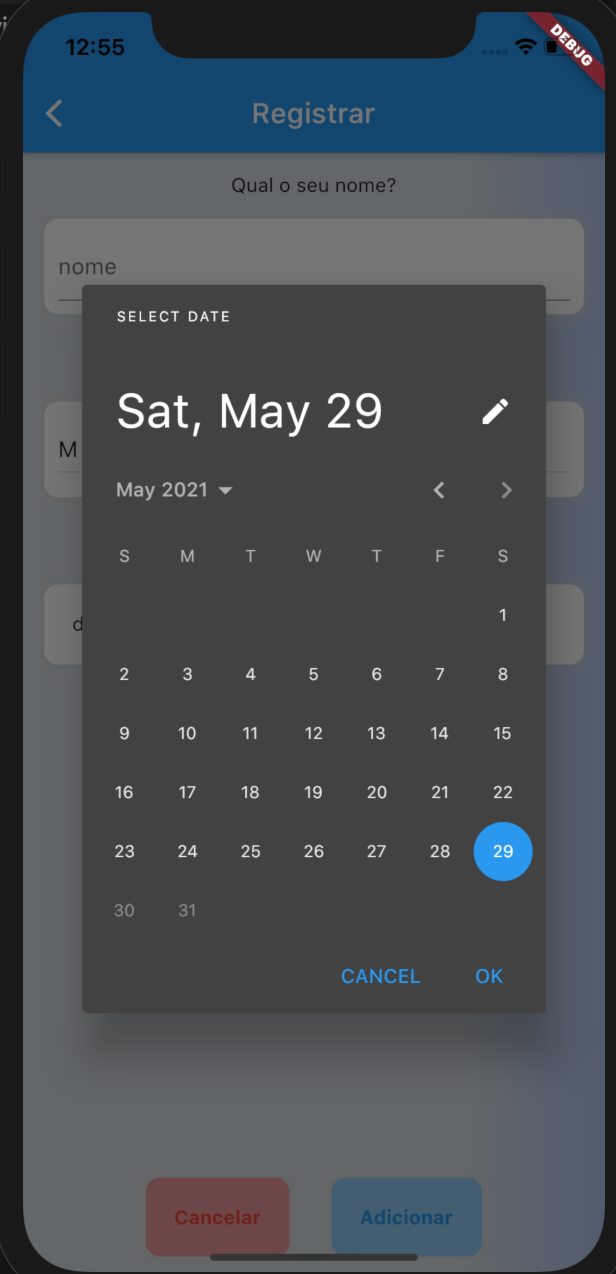 12:55
DEBUG
Registrar
Qual o seu nome?
nome
SELECT DATE
Sat, May 29
M
May 2021
S M T W T F S
1
d
2 3 4 5 6 7 8
9 10 11 12 13 14 15
16 17 18 19 20 21 22
23 24 25 26 27 28 29
30 31
CANCEL OK
Cancelar Adicionar